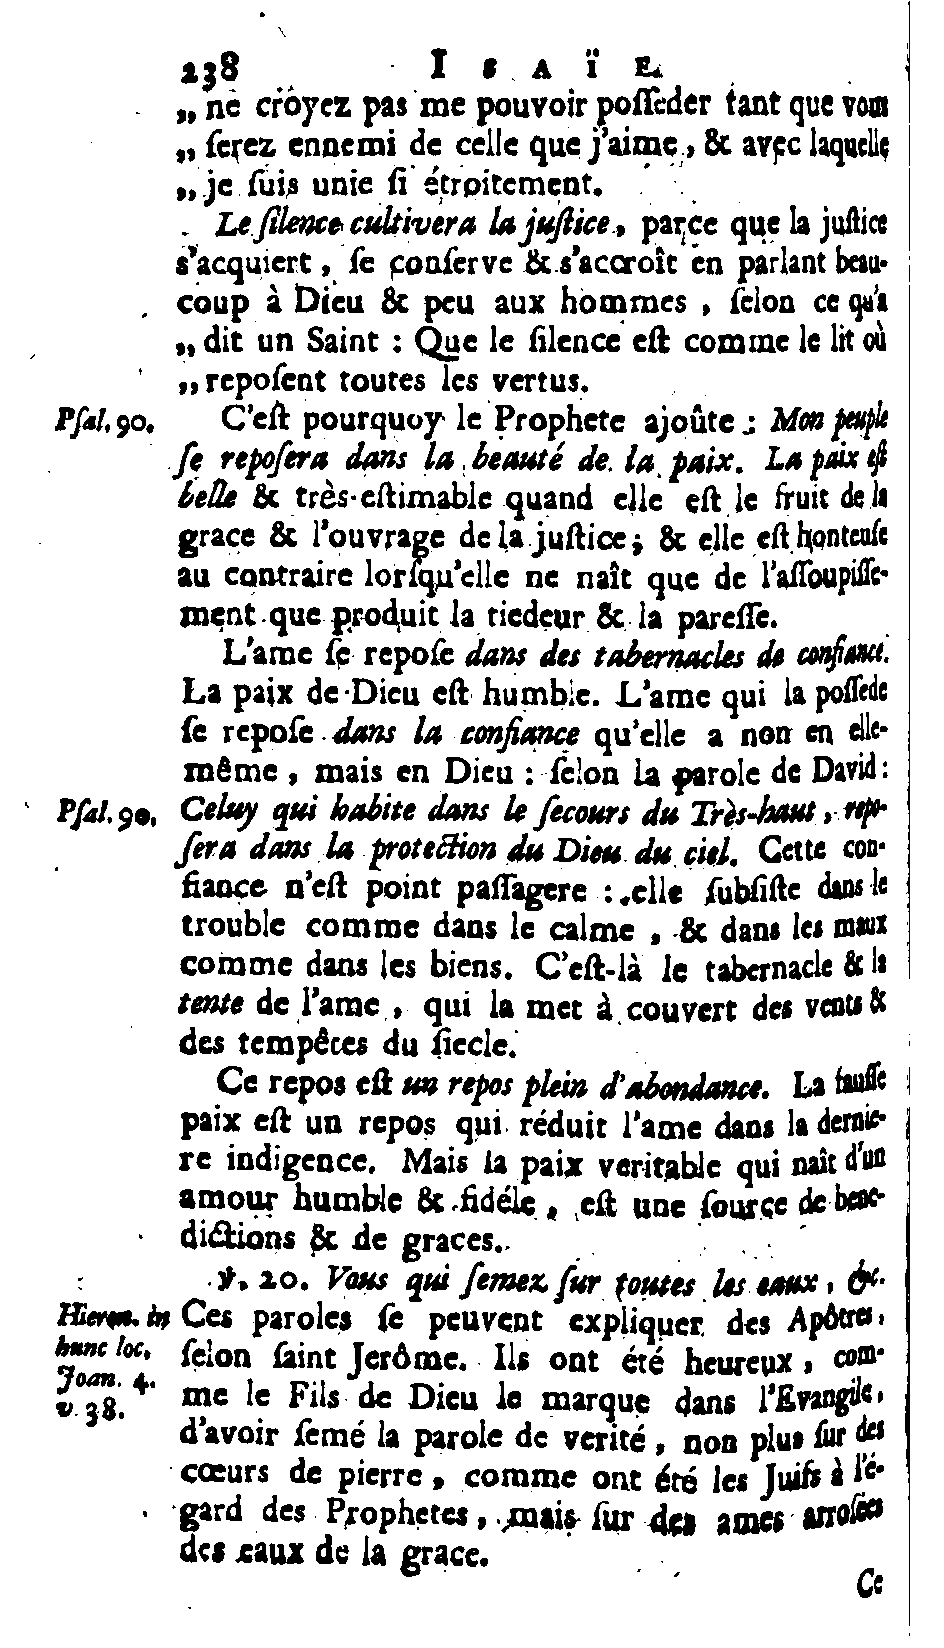 238 ISAÏE.
„ ne croyez pas me pouvoir poſſeder tant que vous
„ ſerez ennemi de celle que j'aime, & avec laquelle
„ je ſuis unie ſi étroitement.
Le ſilence cultivera la juſtice, parce que la juſtice
s'acquiert, ſe conſerve & s'accroît en parlant beau-
coup à Dieu & peu aux hommes, ſelon ce qu'a
„ dit un Saint : Que le ſilence eſt comme le lit où
„ repoſent toutes les vertus.
Pſal. 90. C'eſt pourquoy le Prophete ajoûte : Mon peuple
ſe repoſera dans la beauté de la paix. La paix eſt
belle & très-eſtimable quand elle eſt le fruit de la
grace & l'ouvrage de la juſtice; & elle eſt honteuſe
au contraire lorſqu'elle ne naît que de l'aſſoupiſſe-
ment que produit la tiedeur & la pareſſe.
L'ame ſe repoſe dans des tabernacles de confiance.
La paix de Dieu eſt humble. L'ame qui la poſſede
ſe repoſe dans la confiance qu'elle a non en elle-
même, mais en Dieu : ſelon la parole de David :
Pſal. 90. Celuy qui habite dans le ſecours du Très-haut, repo-
ſera dans la protection du Dieu du ciel. Cette con-
fiance n'eſt point paſſagere : elle ſubſiſte dans le
trouble comme dans le calme, & dans les maux
comme dans les biens. C'eſt-là le tabernacle & la
tente de l'ame, qui la met à couvert des vents &
des tempêtes du ſiecle.
Ce repos eſt un repos plein d'abondance. La fauſſe
paix eſt un repos qui réduit l'ame dans la dernie-
re indigence. Mais la paix veritable qui naît d'un
amour humble & fidéle, eſt une ſource de bene-
dictions & de graces.
℣. 20. Vous qui ſemez ſur toutes les eaux, &c.
Hieron. in Ces paroles ſe peuvent expliquer des Apôtres,
hunc loc. ſelon ſaint Jerôme. Ils ont été heureux, com-
Joan. 4. me le Fils de Dieu le marque dans l'Evangile,
v. 38. d'avoir ſemé la parole de verité, non plus ſur des
cœurs de pierre, comme ont été les Juifs à l'é-
gard des Prophetes, mais ſur des ames arroſées
des eaux de la grace.
Ce